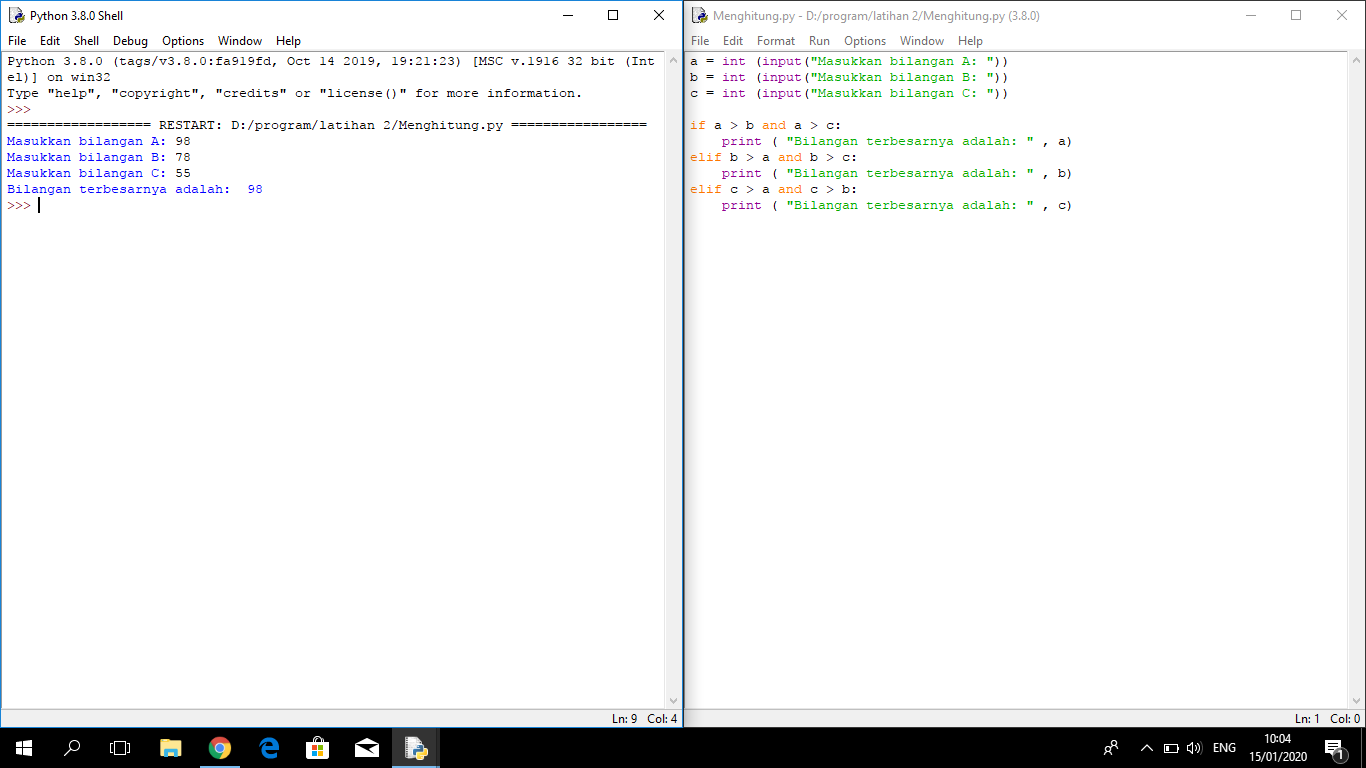 Python 3.8.0 Shell
File Edit Shell Debug Options Window Help
Python 3.8.0 (tags/v3.8.0:fa919fd, Oct 14 2019, 19:21:23) [MSC v.1916 32 bit (Int
el)] on win32
Type "help", "copyright", "credits" or "license()" for more information.
>>>
================== RESTART: D:/program/latihan 2/Menghitung.py =================
Masukkan bilangan A: 98
Masukkan bilangan B: 78
Masukkan bilangan C: 55
Bilangan terbesarnya adalah:  98
>>>
Ln: 9 Col: 4
Menghitung.py - D:/program/latihan 2/Menghitung.py (3.8.0)
File Edit Format Run Options Window Help
a = int (input("Masukkan bilangan A: "))
b = int (input("Masukkan bilangan B: "))
c = int (input("Masukkan bilangan C: "))
if a > b and a > c:
    print ( "Bilangan terbesarnya adalah: " , a)
elif b > a and b > c:
    print ( "Bilangan terbesarnya adalah: " , b)
elif c > a and c > b:
    print ( "Bilangan terbesarnya adalah: " , c)
Ln: 1 Col: 0
ENG
10:04
15/01/2020
1